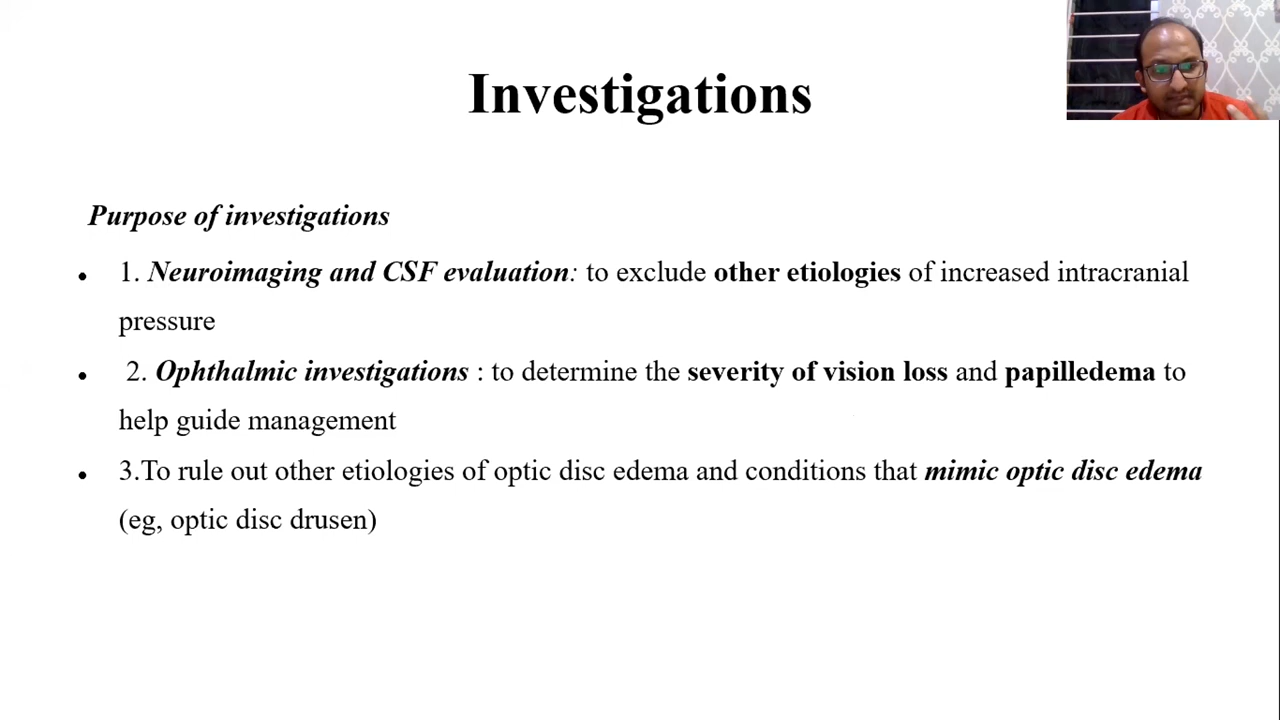 Investigations
Purpose of investigations
• 1. Neuroimaging and CSF evaluation: to exclude other etiologies of increased intracranial
pressure
• 2. Ophthalmic investigations : to determine the severity of vision loss and papilledema to
help guide management
• 3.To rule out other etiologies of optic disc edema and conditions that mimic optic disc edema
(eg, optic disc drusen)